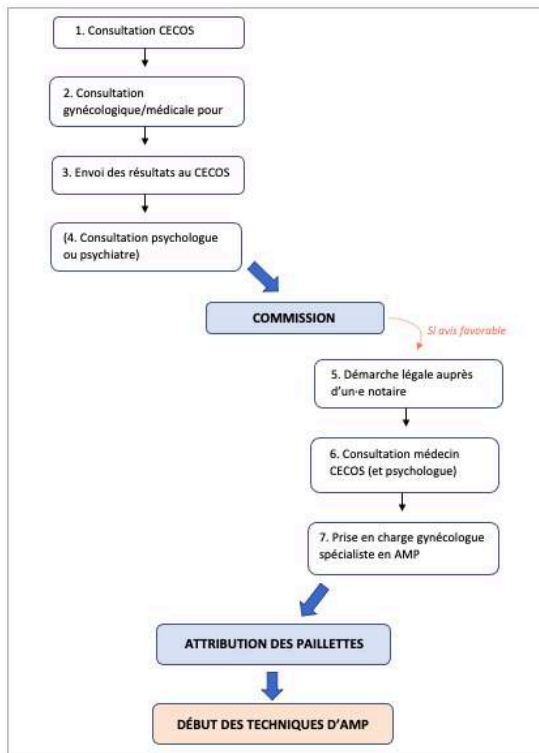 1. Consultation CECOS
2. Consultation
gynécologique/médicale pour
3. Envoi des résultats au CECOS
(4. Consultation psychologue
ou psychiatre)
COMMISSION
Si avis favorable
5. Démarche légale auprès
d'un·e notaire
6. Consultation médecin
CECOS (et psychologue)
7. Prise en charge gynécologue
spécialiste en AMP
ATTRIBUTION DES PAILLETTES
DÉBUT DES TECHNIQUES D'AMP